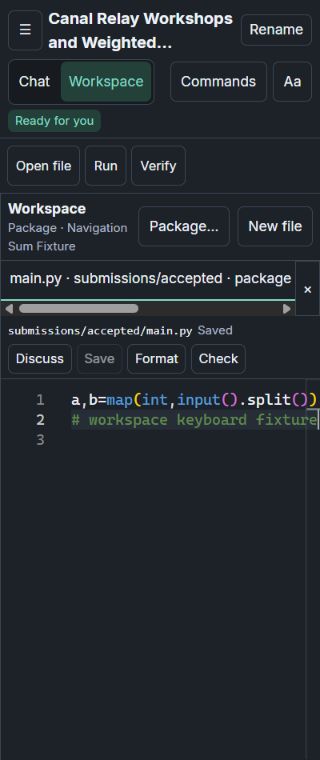 Canal Relay Workshops
and Weighted...
Rename
Chat
Workspace
Commands
Aa
Ready for you
Open file
Run
Verify
Workspace
Package · Navigation
Sum Fixture
Package...
New file
main.py · submissions/accepted · package
×
submissions/accepted/main.py Saved
Discuss
Save
Format
Check
1 a,b=map(int,input().split())
2 # workspace keyboard fixture
3